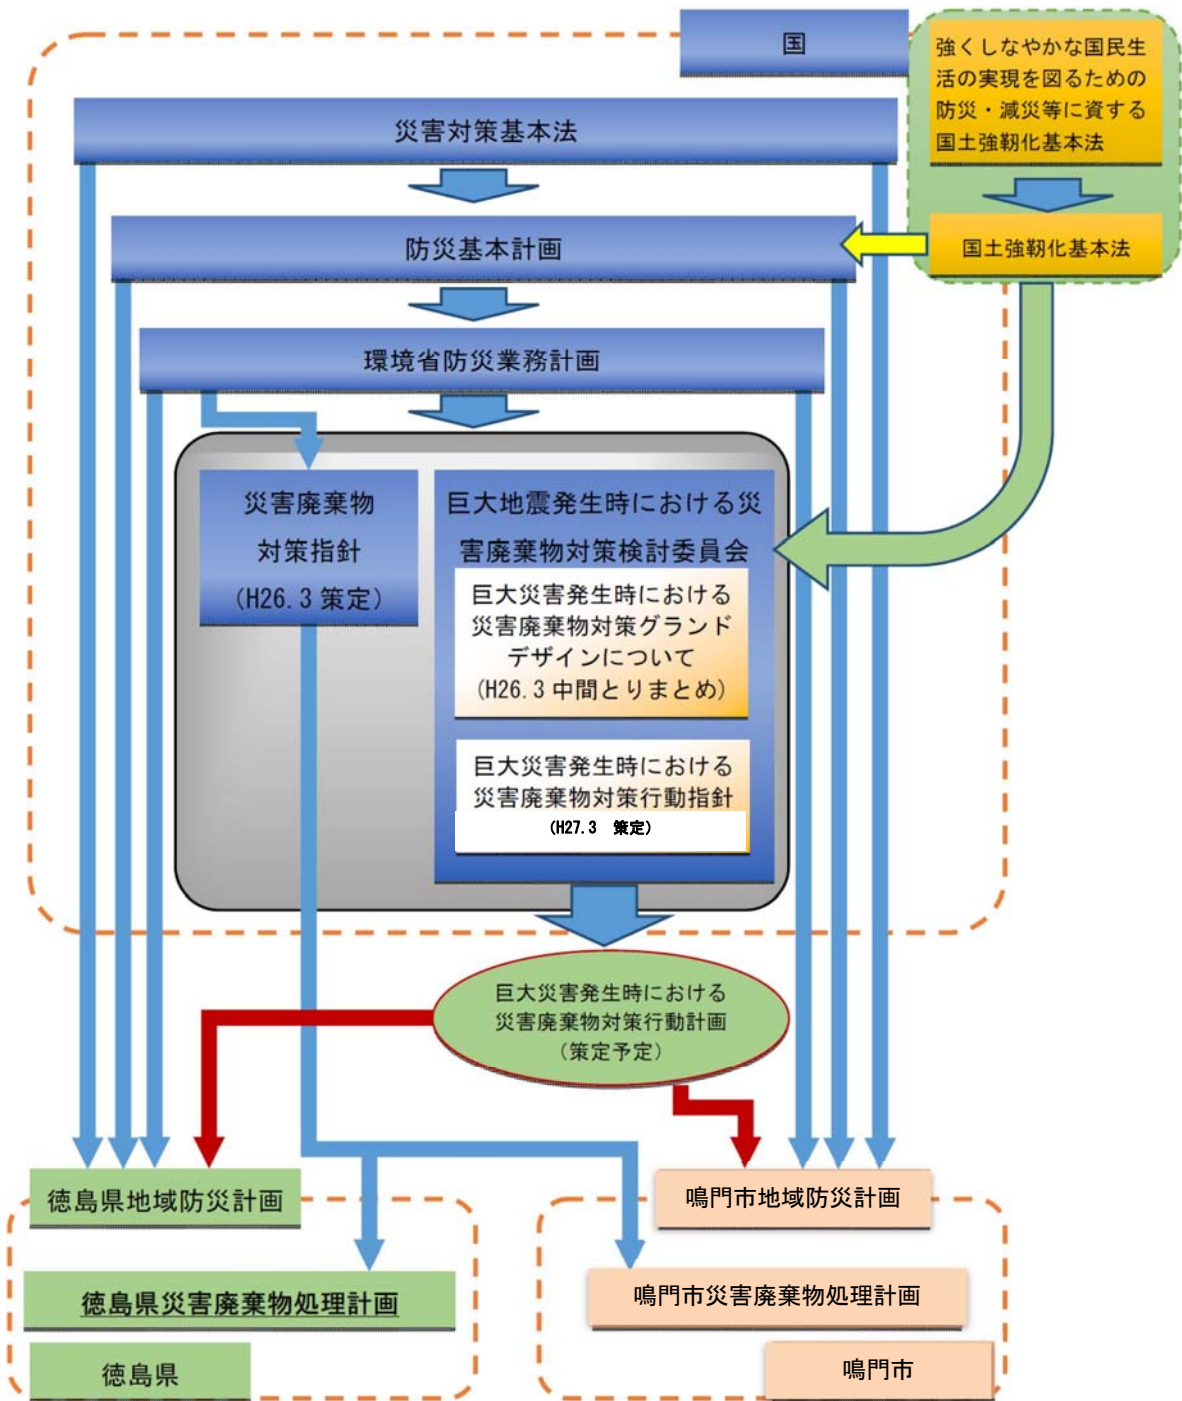 国
強くしなやかな国民生
活の実現を図るための
防災・減災等に資する
国土強靭化基本法
災害対策基本法
防災基本計画
国土強靭化基本法
環境省防災業務計画
災害廃棄物
対策指針
(H26.3 策定)
巨大地震発生時における災
害廃棄物対策検討委員会
巨大災害発生時における
災害廃棄物対策グランド
デザインについて
(H26.3 中間とりまとめ)
巨大災害発生時における
災害廃棄物対策行動指針
(H27.3 策定)
巨大災害発生時における
災害廃棄物対策行動計画
(策定予定)
徳島県地域防災計画
鳴門市地域防災計画
徳島県災害廃棄物処理計画
鳴門市災害廃棄物処理計画
徳島県
鳴門市